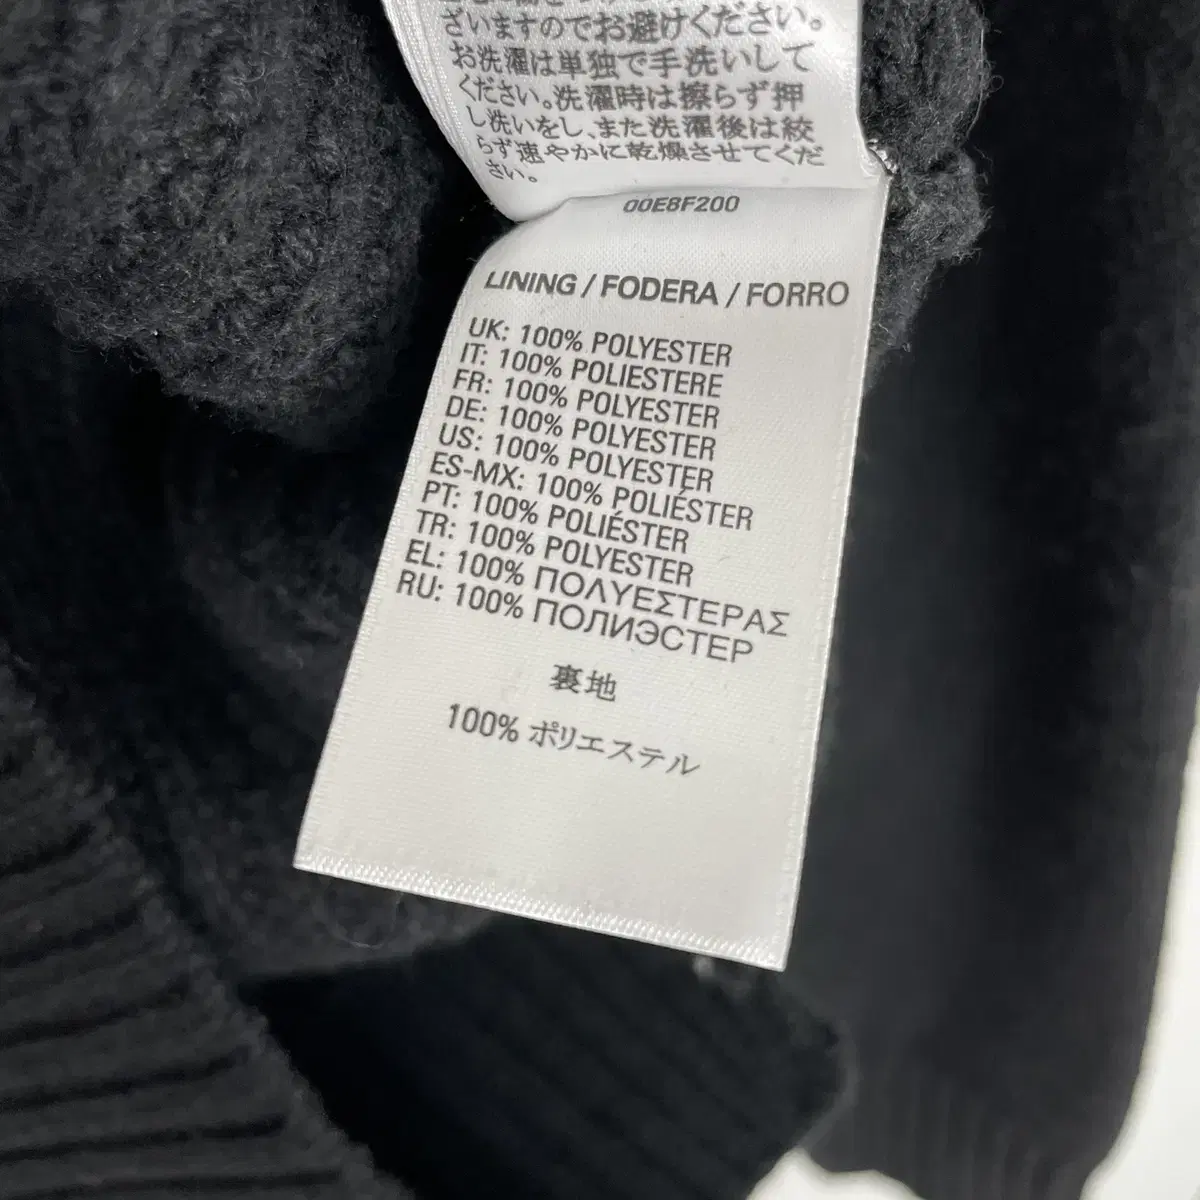 ざいますのでお避けください。
お洗濯は単独で手洗いして
ください。洗濯時は擦らず押
し洗いをし、また洗濯後は絞
らず速やかに乾燥させてくだ
さい。
00E8F200
LINING / FODERA / FORRO
UK: 100% POLYESTER
IT: 100% POLIESTERE
FR: 100% POLYESTER
DE: 100% POLYESTER
US: 100% POLYESTER
ES-MX: 100% POLIÉSTER
PT: 100% POLIÉSTER
TR: 100% POLYESTER
EL: 100% ΠΟΛΥΕΣΤΕΡΑΣ
RU: 100% ПОЛИЭСТЕР
裏地
100% ポリエステル